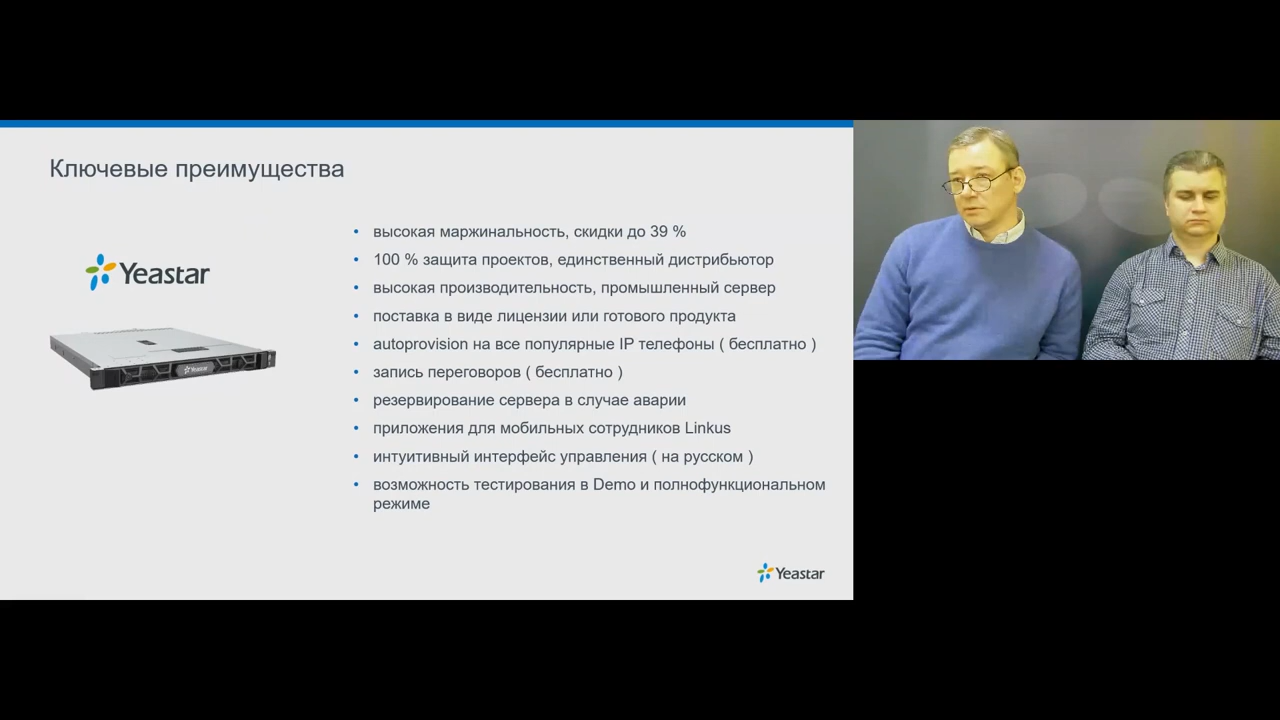 Ключевые преимущества
Yeastar
Yeastar
• высокая маржинальность, скидки до 39 %
• 100 % защита проектов, единственный дистрибьютор
• высокая производительность, промышленный сервер
• поставка в виде лицензии или готового продукта
• autoprovision на все популярные IP телефоны ( бесплатно )
• запись переговоров ( бесплатно )
• резервирование сервера в случае аварии
• приложения для мобильных сотрудников Linkus
• интуитивный интерфейс управления ( на русском )
• возможность тестирования в Demo и полнофункциональном
режиме
Yeastar